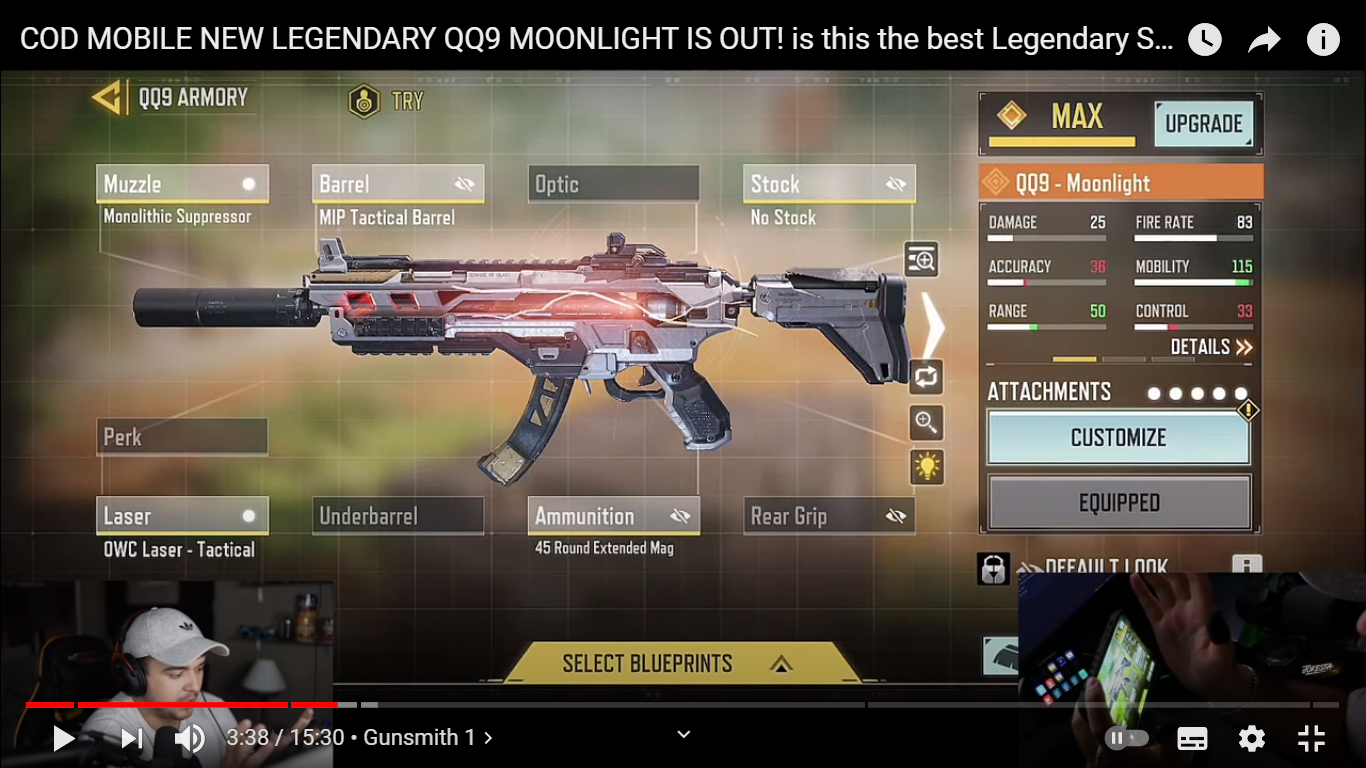 COD MOBILE NEW LEGENDARY QQ9 MOONLIGHT IS OUT! is this the best Legendary S...
QQ9 ARMORY
TRY
MAX
UPGRADE
Muzzle
Monolithic Suppressor
Barrel
MIP Tactical Barrel
Optic
Stock
No Stock
QQ9 - Moonlight
DAMAGE 25
FIRE RATE 83
ACCURACY 36
MOBILITY 115
RANGE 50
CONTROL 33
DETAILS
ATTACHMENTS
CUSTOMIZE
EQUIPPED
DEFAULT LOOK
Perk
Laser
OWC Laser - Tactical
Underbarrel
Ammunition
45 Round Extended Mag
Rear Grip
SELECT BLUEPRINTS
3:38 / 15:30 • Gunsmith 1 >